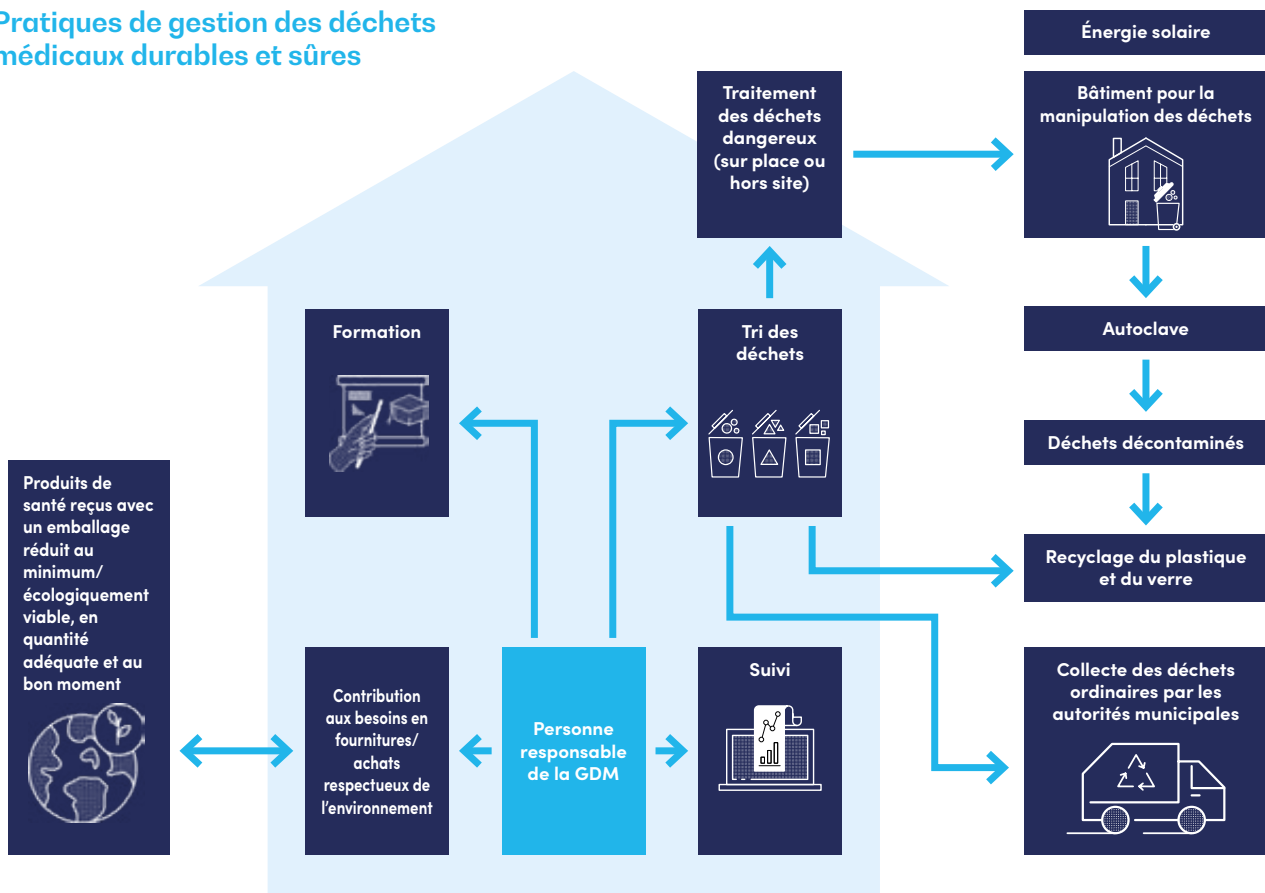 Pratiques de gestion des déchets
médicaux durables et sûres
Énergie solaire
Traitement
des déchets
dangereux
(sur place ou
hors site)
Bâtiment pour la
manipulation des déchets
Formation
Tri des
déchets
Autoclave
Déchets décontaminés
Produits de
santé reçus avec
un emballage
réduit au
minimum/
écologiquement
viable, en
quantité
adéquate et au
bon moment
Recyclage du plastique
et du verre
Contribution
aux besoins en
fournitures/
achats
respectueux de
l'environnement
Personne
responsable
de la GDM
Suivi
Collecte des déchets
ordinaires par les
autorités municipales